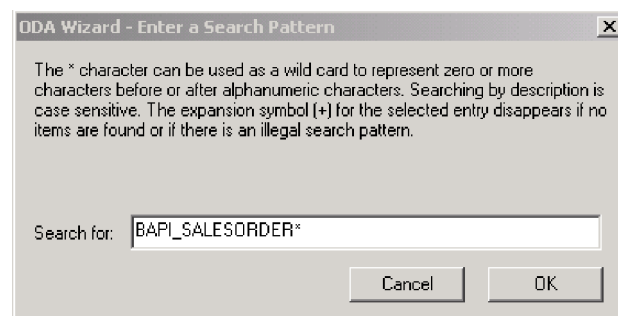 ODA Wizard - Enter a Search Pattern
The * character can be used as a wild card to represent zero or more
characters before or after alphanumeric characters. Searching by description is
case sensitive. The expansion symbol (+) for the selected entry disappears if no
items are found or if there is an illegal search pattern.
Search for: BAPI_SALESORDER*
Cancel OK